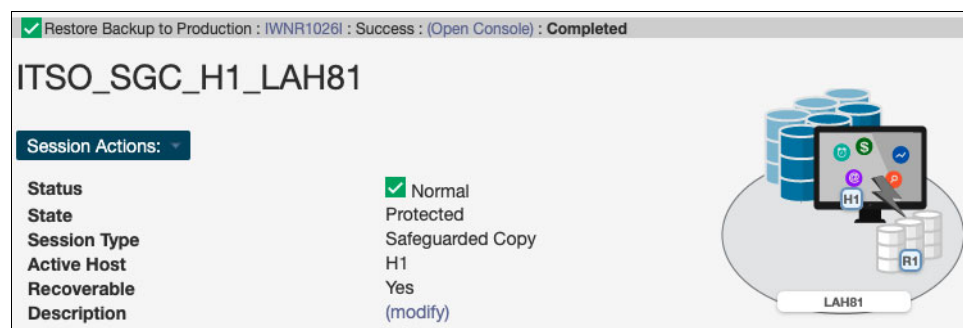 Restore Backup to Production : IWNR1026I : Success : (Open Console) : Completed
ITSO_SGC_H1_LAH81
Session Actions:
Status Normal
State Protected
Session Type Safeguarded Copy
Active Host H1
Recoverable Yes
Description (modify)
H1
R1
LAH81